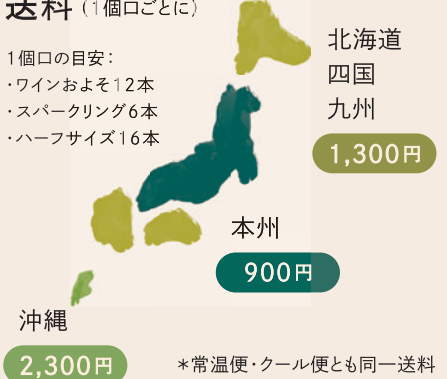 送料（1個口ごとに）
1個口の目安：
・ワインおよそ12本
・スパークリング6本
・ハーフサイズ16本
北海道
四国
九州
1,300円
本州
900円
沖縄
2,300円
＊常温便・クール便とも同一送料